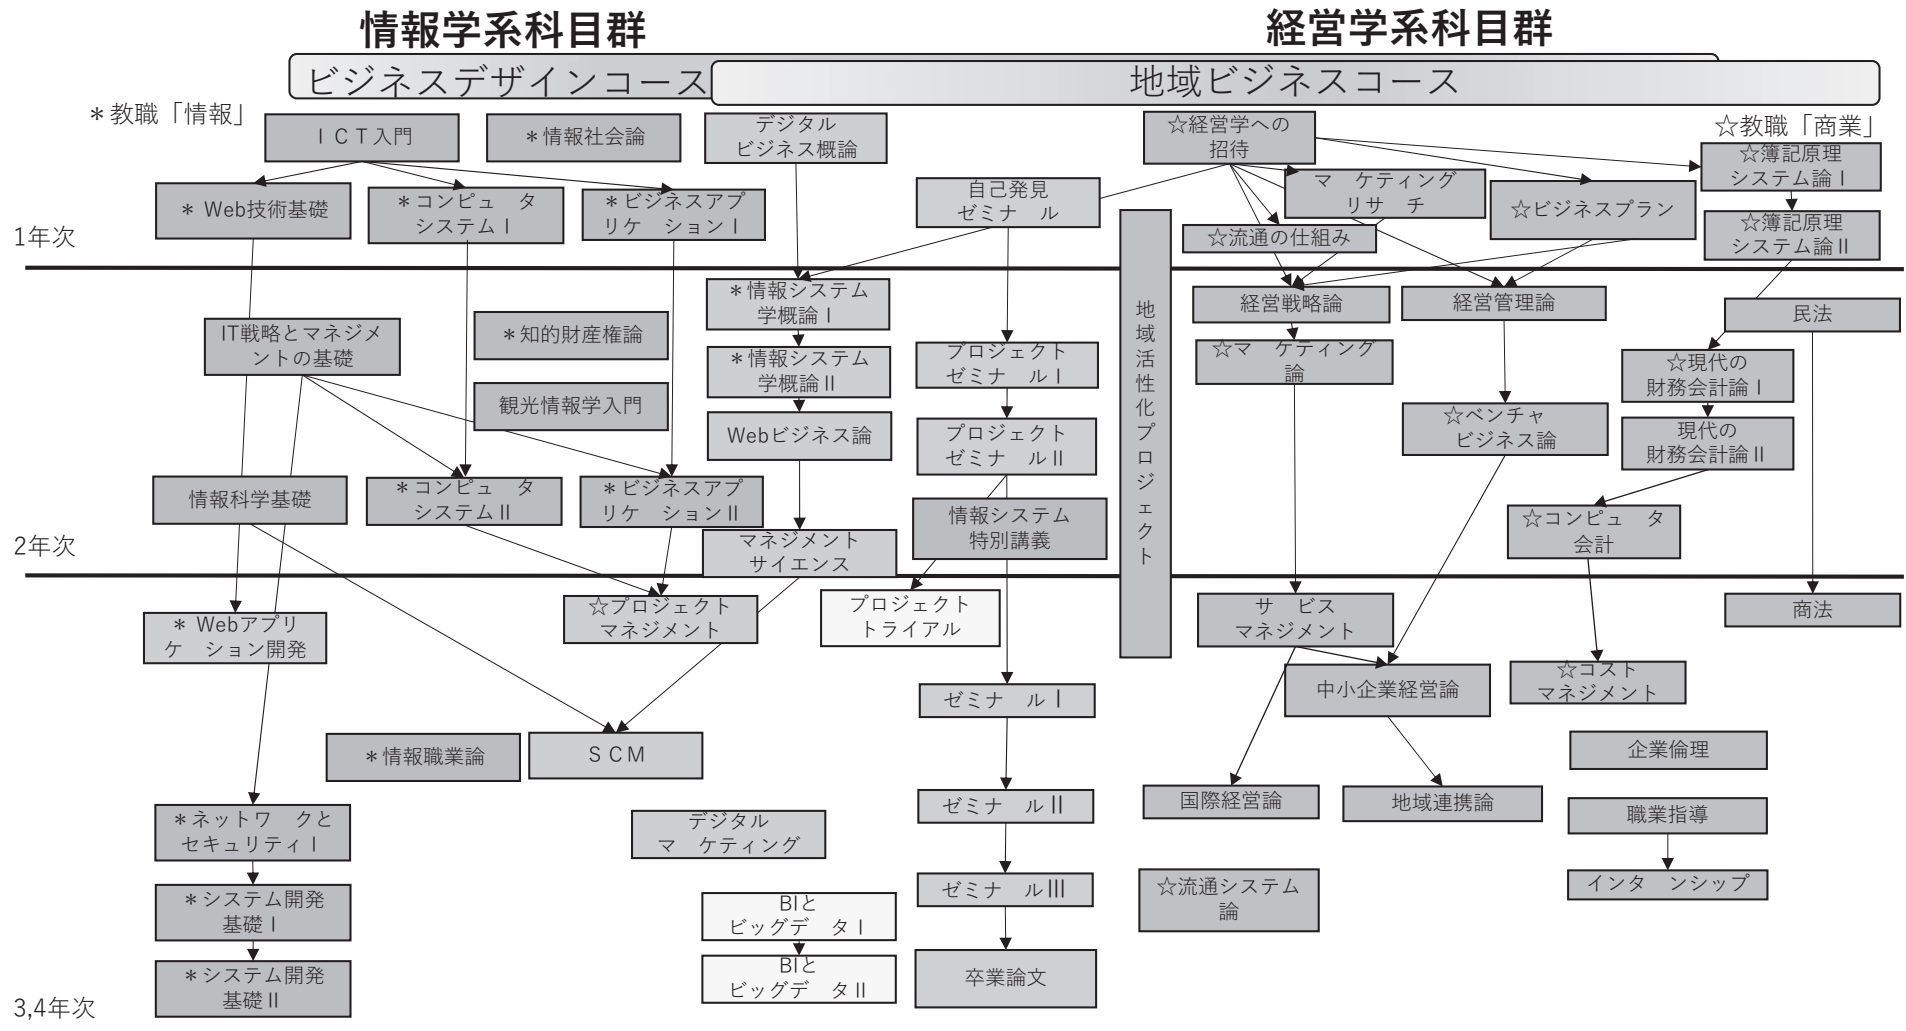 情報学系科目群
経営学系科目群
ビジネスデザインコース
地域ビジネスコース
＊教職「情報」
☆教職「商業」
ＩＣＴ入門
＊情報社会論
デジタル
ビジネス概論
☆経営学への
招待
☆簿記原理
システム論Ⅰ
＊ Web技術基礎
＊コンピュ　タ
システムⅠ
＊ビジネスアプ
リケ　ションⅠ
自己発見
ゼミナ　ル
マ　ケティング
リサ　チ
☆ビジネスプラン
☆流通の仕組み
☆簿記原理
システム論Ⅱ
1年次
地域活性化プロジェクト
＊情報システム
学概論Ⅰ
経営戦略論
経営管理論
民法
IT戦略とマネジメ
ントの基礎
＊知的財産権論
＊情報システム
学概論Ⅱ
プロジェクト
ゼミナ　ルⅠ
☆マ　ケティング
論
☆現代の
財務会計論Ⅰ
観光情報学入門
Webビジネス論
プロジェクト
ゼミナ　ルⅡ
☆ベンチャ
ビジネス論
現代の
財務会計論Ⅱ
情報科学基礎
＊コンピュ　タ
システムⅡ
＊ビジネスアプ
リケ　ションⅡ
情報システム
特別講義
☆コンピュ　タ
会計
マネジメント
サイエンス
2年次
＊ Webアプリ
ケ　ション開発
☆プロジェクト
マネジメント
プロジェクト
トライアル
サ　ビス
マネジメント
商法
ゼミナ　ルⅠ
中小企業経営論
☆コスト
マネジメント
＊情報職業論
ＳＣＭ
企業倫理
＊ネットワ　クと
セキュリティⅠ
デジタル
マ　ケティング
ゼミナ　ルⅡ
国際経営論
地域連携論
職業指導
＊システム開発
基礎Ⅰ
BIと
ビッグデ　タⅠ
ゼミナ　ルⅢ
☆流通システム
論
インタ　ンシップ
＊システム開発
基礎Ⅱ
BIと
ビッグデ　タⅡ
卒業論文
3,4年次